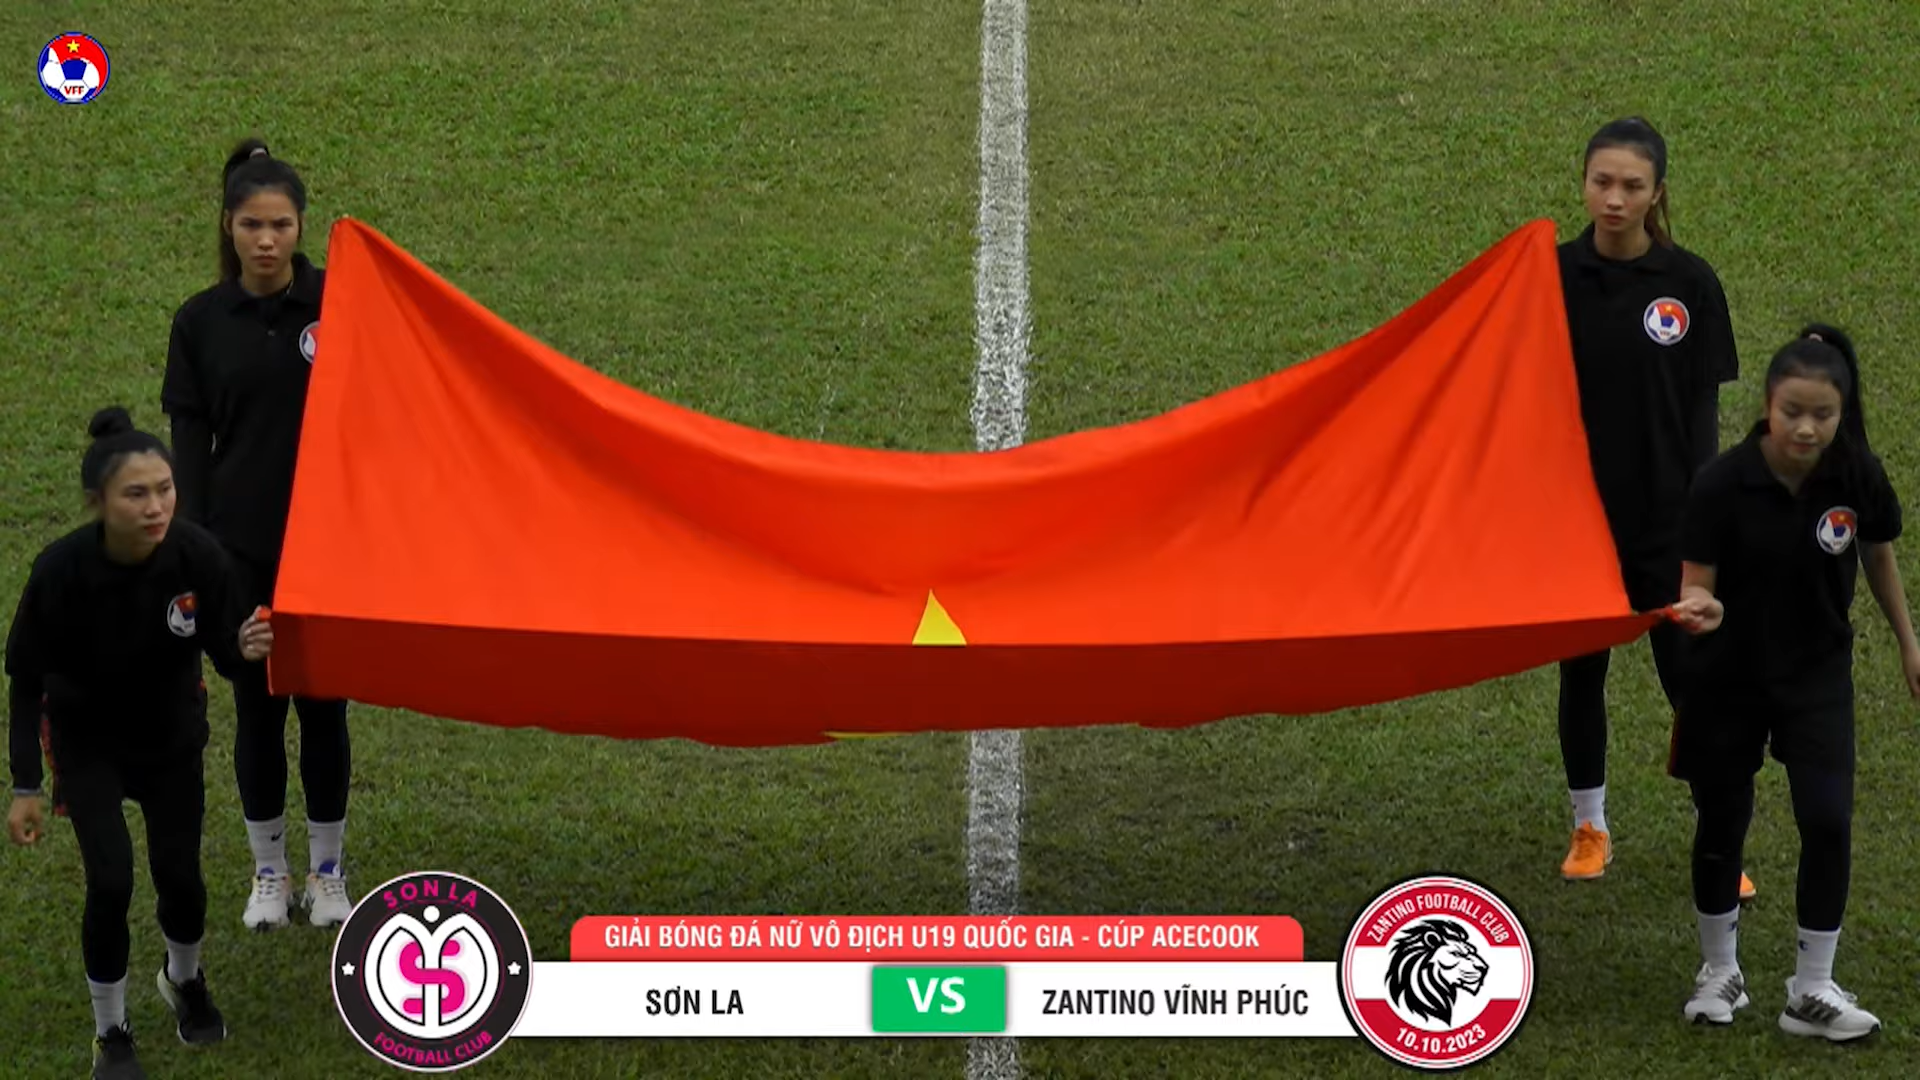 VFF
GIẢI BÓNG ĐÁ NỮ VÔ ĐỊCH U19 QUỐC GIA - CÚP ACECOOK
SƠN LA
VS
ZANTINO VĨNH PHÚC
SON LA
FOOTBALL CLUB
ZANTINO FOOTBALL CLUB
10.10.2023